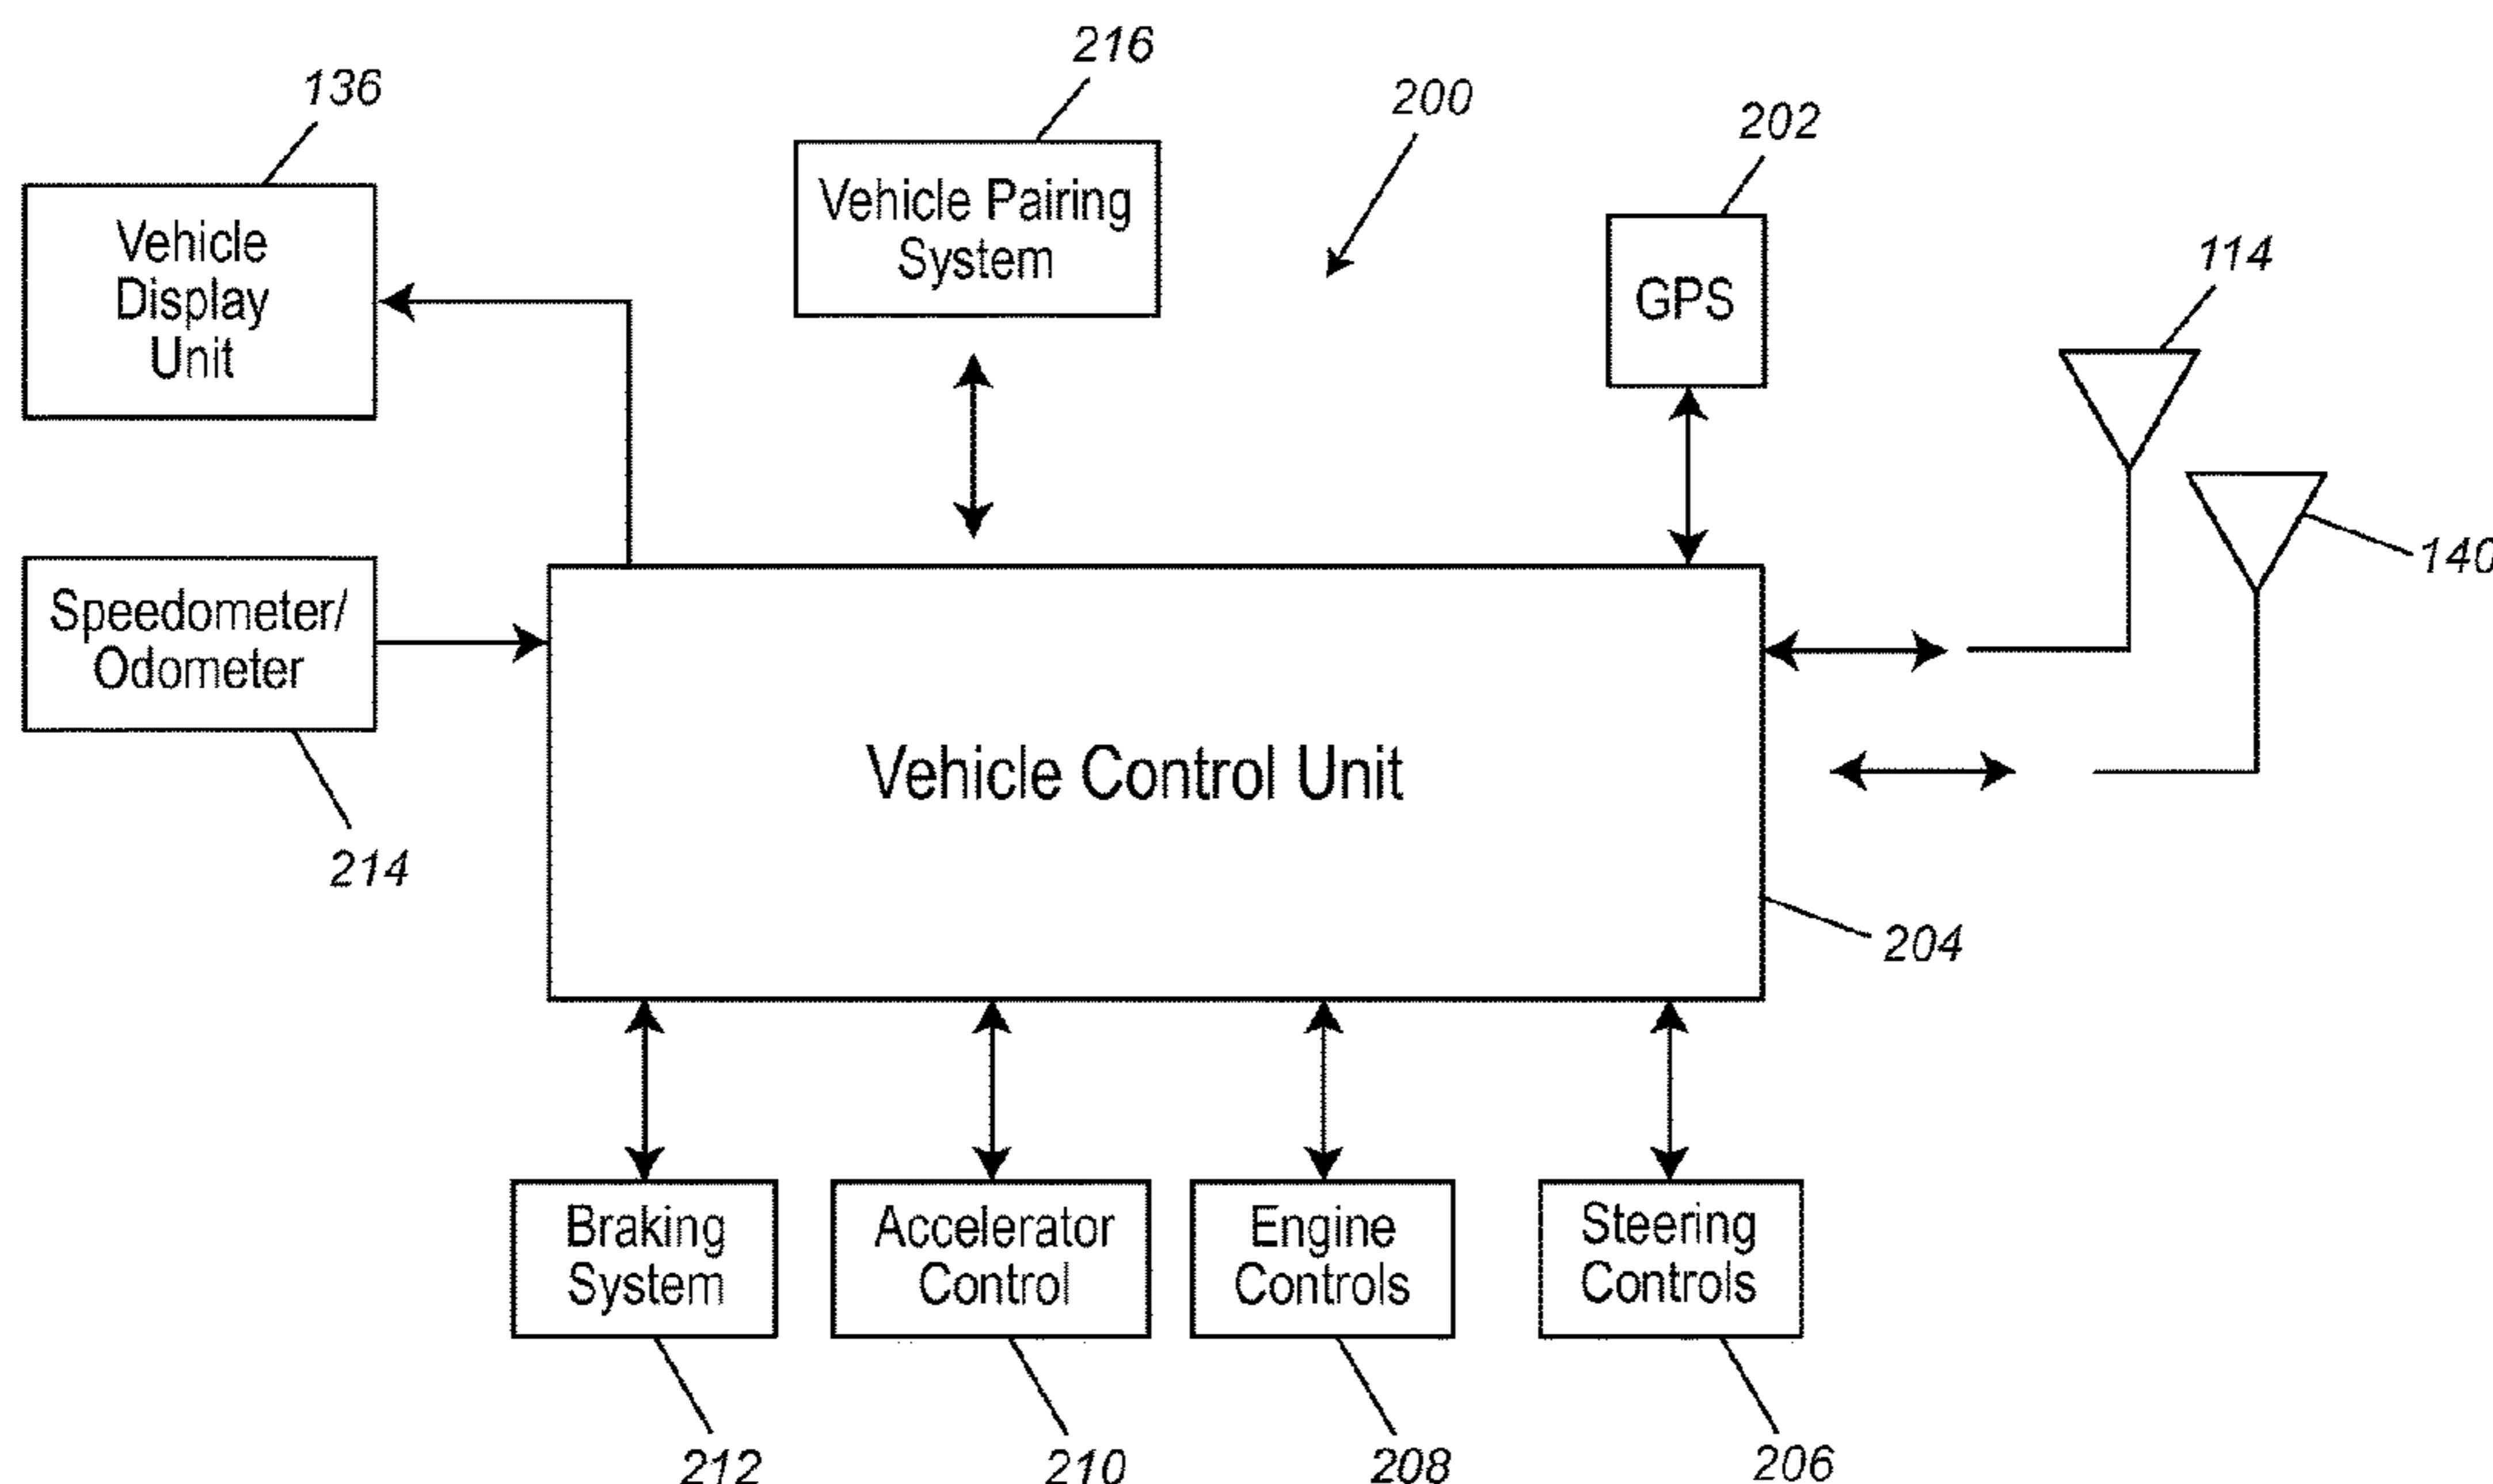 216
136
200
202
Vehicle Pairing
System
Vehicle
Display
Unit
GPS
114
140
Speedometer/
Odometer
Vehicle Control Unit
214
204
Braking
System
Accelerator
Control
Engine
Controls
Steering
Controls
212
210
208
206